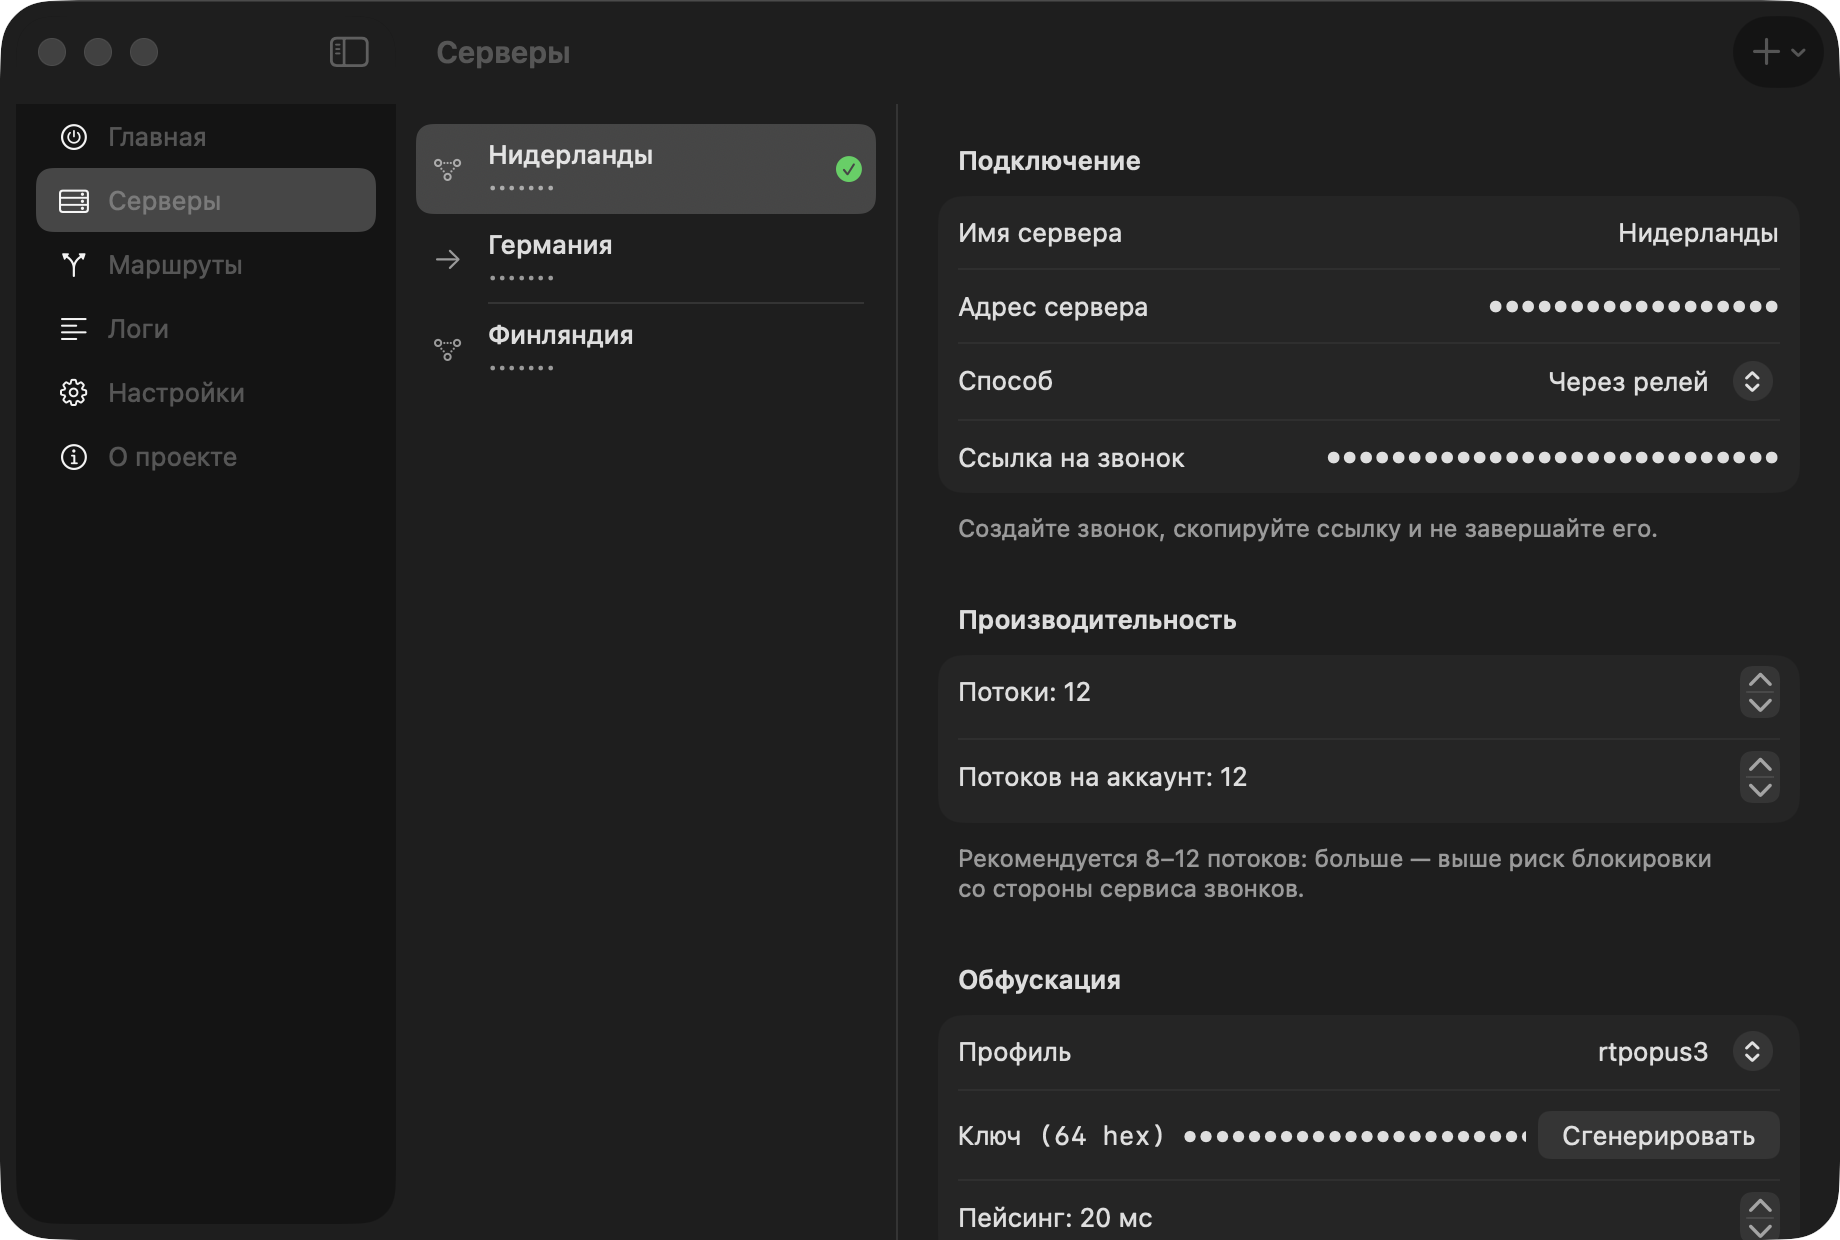 Серверы
Главная
Серверы
Маршруты
Логи
Настройки
О проекте
Нидерланды
•••••••
Германия
•••••••
Финляндия
•••••••
Подключение
Имя сервера Нидерланды
Адрес сервера ••••••••••••••••••
Способ Через релей
Ссылка на звонок ••••••••••••••••••••••••••••
Создайте звонок, скопируйте ссылку и не завершайте его.
Производительность
Потоки: 12
Потоков на аккаунт: 12
Рекомендуется 8–12 потоков: больше — выше риск блокировки
со стороны сервиса звонков.
Обфускация
Профиль rtpopus3
Ключ (64 hex) •••••••••••••••••••••• Сгенерировать
Пейсинг: 20 мс